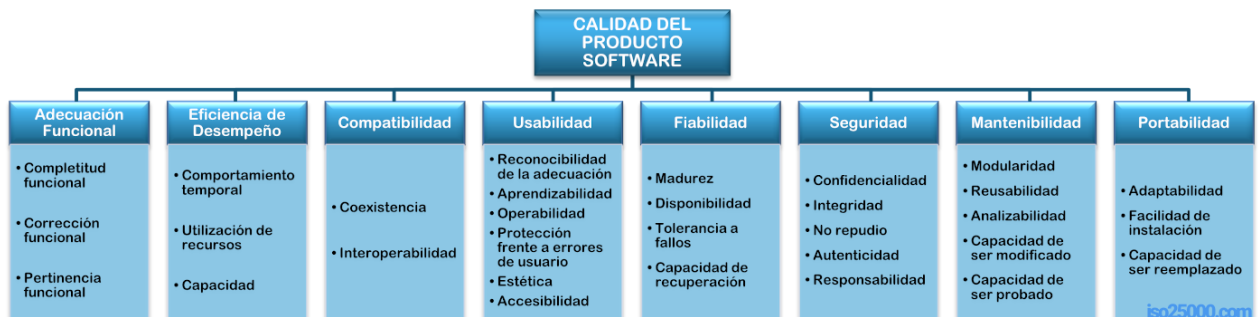 CALIDAD DEL
PRODUCTO
SOFTWARE
Adecuación
Funcional
• Completitud
funcional
• Corrección
funcional
• Pertinencia
funcional
Eficiencia de
Desempeño
• Comportamiento
temporal
• Utilización de
recursos
• Capacidad
Compatibilidad
• Coexistencia
• Interoperabilidad
Usabilidad
• Reconocibilidad
de la adecuación
• Aprendizabilidad
• Operabilidad
• Protección
frente a errores
de usuario
• Estética
• Accesibilidad
Fiabilidad
• Madurez
• Disponibilidad
• Tolerancia a
fallos
• Capacidad de
recuperación
Seguridad
• Confidencialidad
• Integridad
• No repudio
• Autenticidad
• Responsabilidad
Mantenibilidad
• Modularidad
• Reusabilidad
• Analizabilidad
• Capacidad de
ser modificado
• Capacidad de
ser probado
Portabilidad
• Adaptabilidad
• Facilidad de
instalación
• Capacidad de
ser reemplazado
iso25000.com